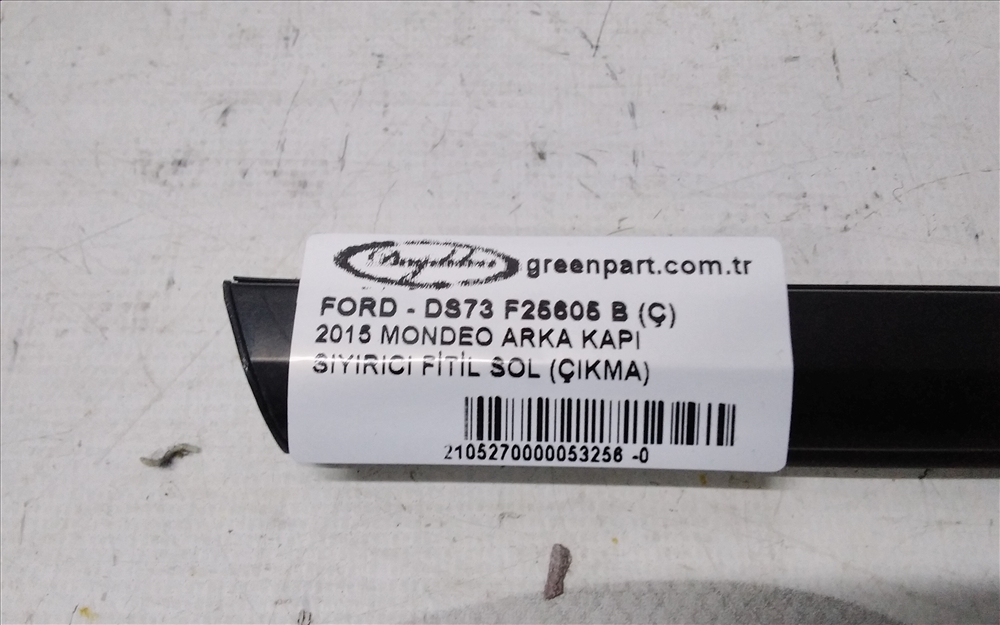 greenpart.com.tr
FORD - DS73 F25605 B (Ç)
2015 MONDEO ARKA KAPI
SIYIRICI FİTİL SOL (ÇIKMA)
2105270000053256 -0